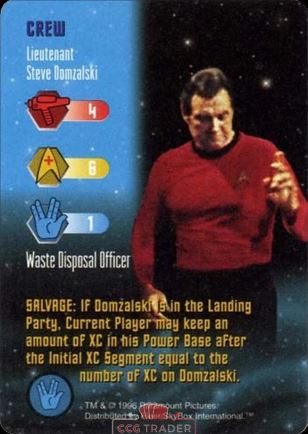 CREW
Lieutenant
Steve Domzalski
4
6
1
Waste Disposal Officer
SALVAGE: If Domzalski is in the Landing
Party, Current Player may keep an
amount of XC in his Power Base after
the Initial XC Segment equal to the
number of XC on Domzalski.
TM & © 1996 Paramount Pictures.
Distributed by Fleer/SkyBox International.™
CCG TRADER